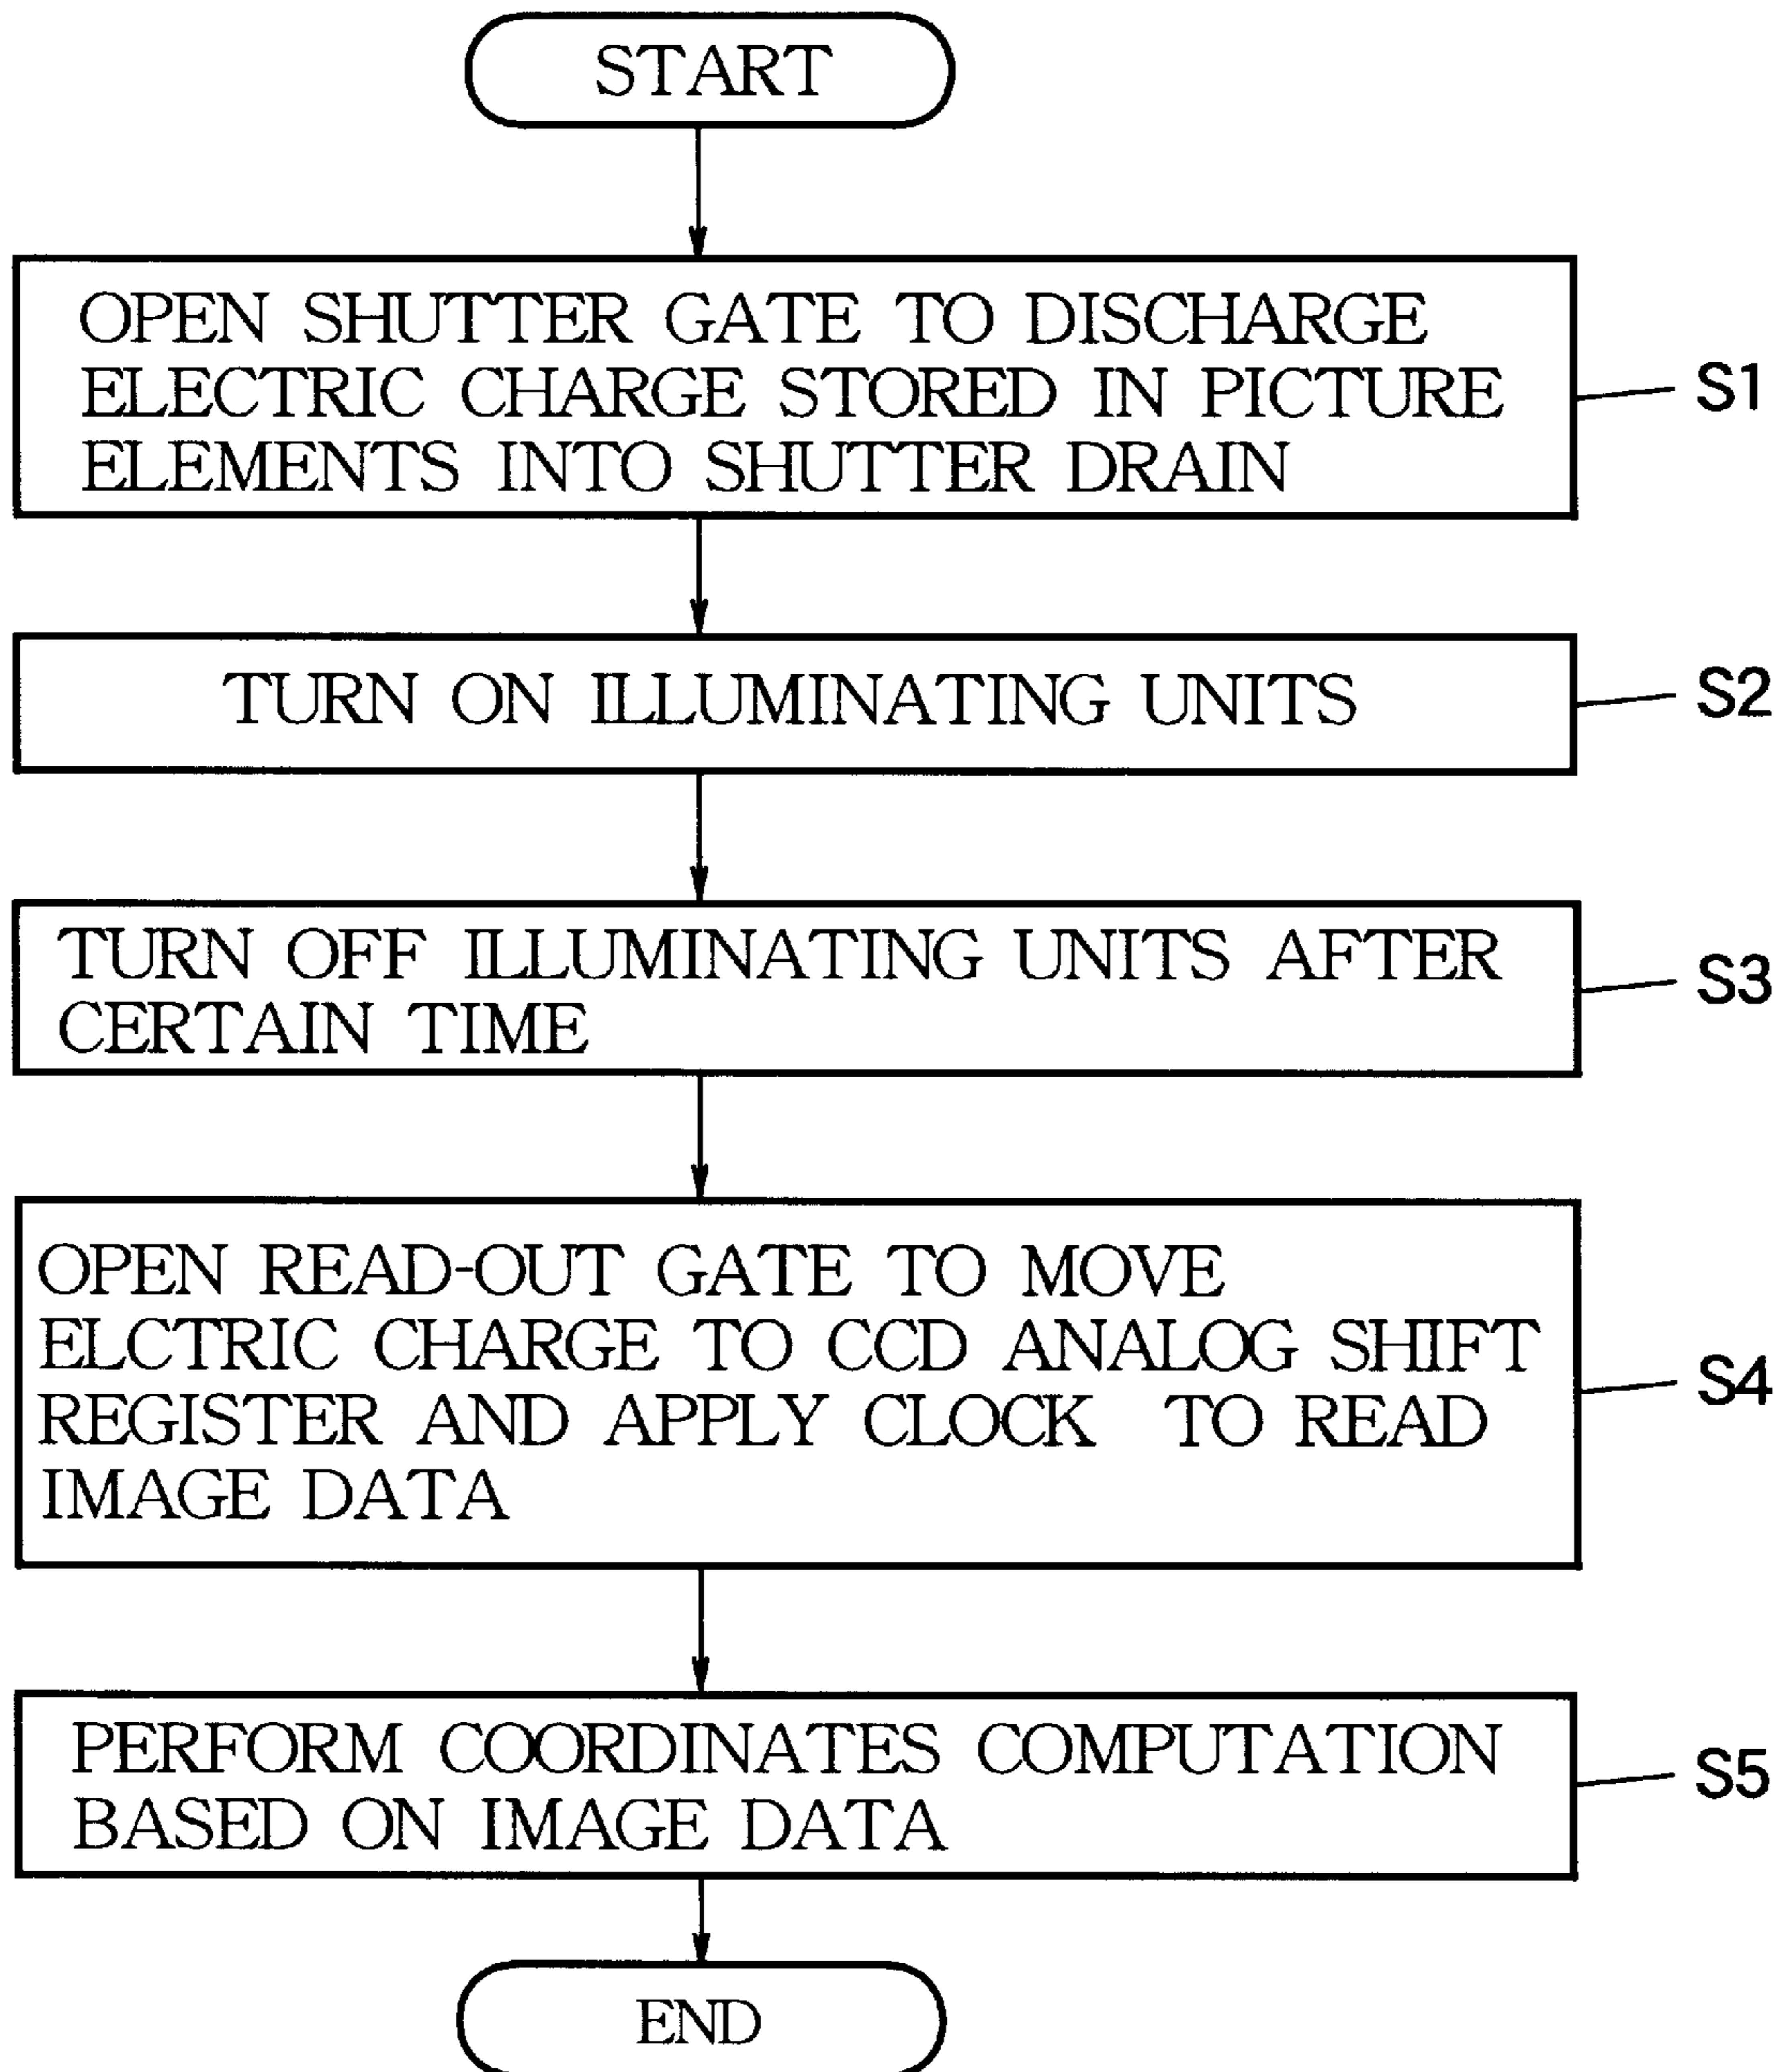 START
OPEN SHUTTER GATE TO DISCHARGE
ELECTRIC CHARGE STORED IN PICTURE
ELEMENTS INTO SHUTTER DRAIN
S1
TURN ON ILLUMINATING UNITS
S2
TURN OFF ILLUMINATING UNITS AFTER
CERTAIN TIME
S3
OPEN READ-OUT GATE TO MOVE
ELCTRIC CHARGE TO CCD ANALOG SHIFT
REGISTER AND APPLY CLOCK TO READ
IMAGE DATA
S4
PERFORM COORDINATES COMPUTATION
BASED ON IMAGE DATA
S5
END